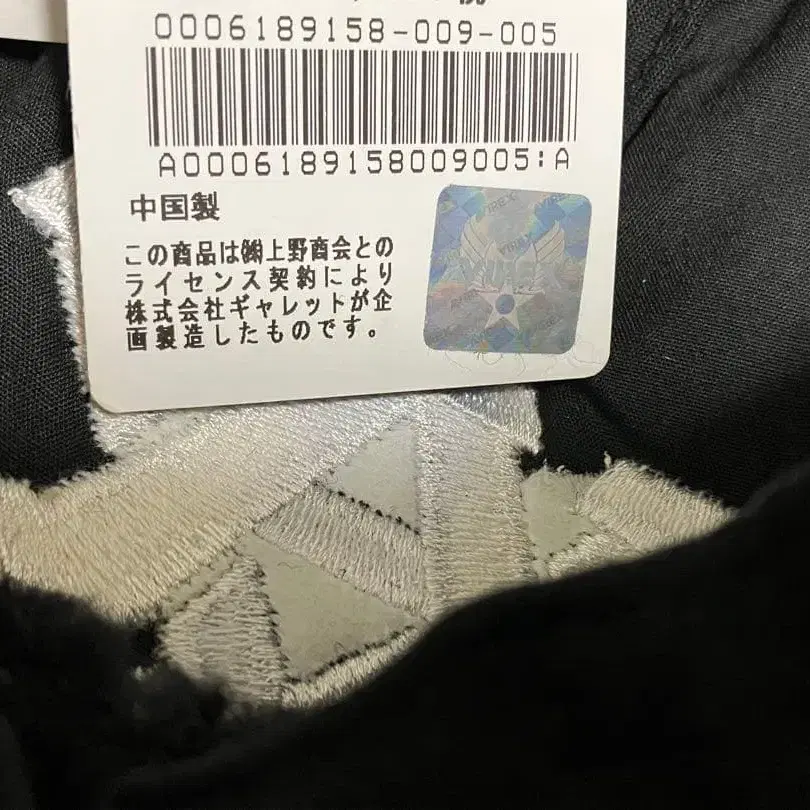 0006189158-009-005
A0006189158009005:A
中国製
この商品は㈱上野商会との
ライセンス契約により
株式会社ギャレットが企
画製造したものです。
VIREX